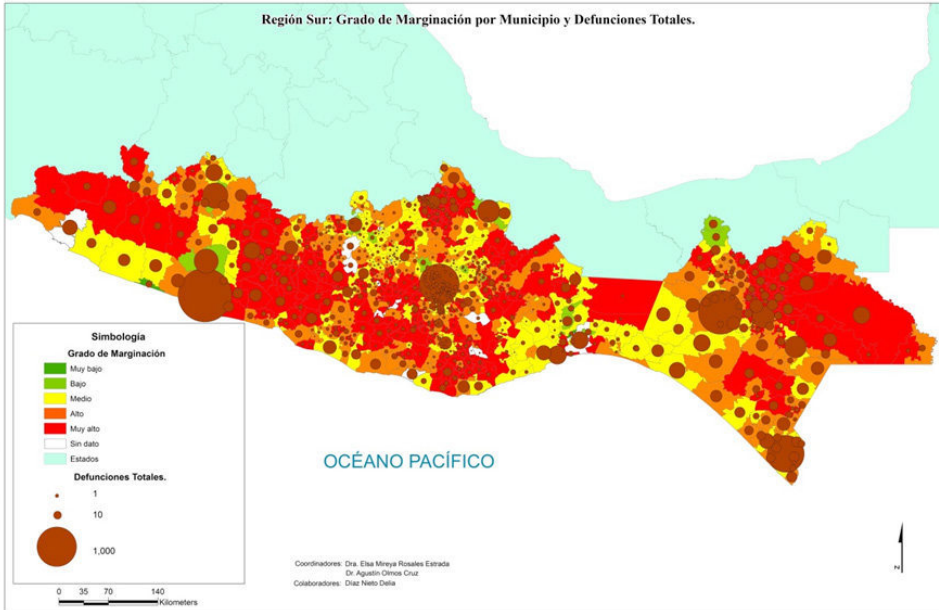 Región Sur: Grado de Marginación por Municipio y Defunciones Totales.
OCÉANO PACÍFICO
Simbología
Grado de Marginación
Muy bajo
Bajo
Medio
Alto
Muy alto
Sin dato
Estados
Defunciones Totales.
1
10
1,000
0 35 70 140
Kilometers
Coordinadores: Dra. Elsa Mireya Rosales Estrada
Dr. Agustín Olmos Cruz
Colaboradores: Díaz Nieto Delia
N